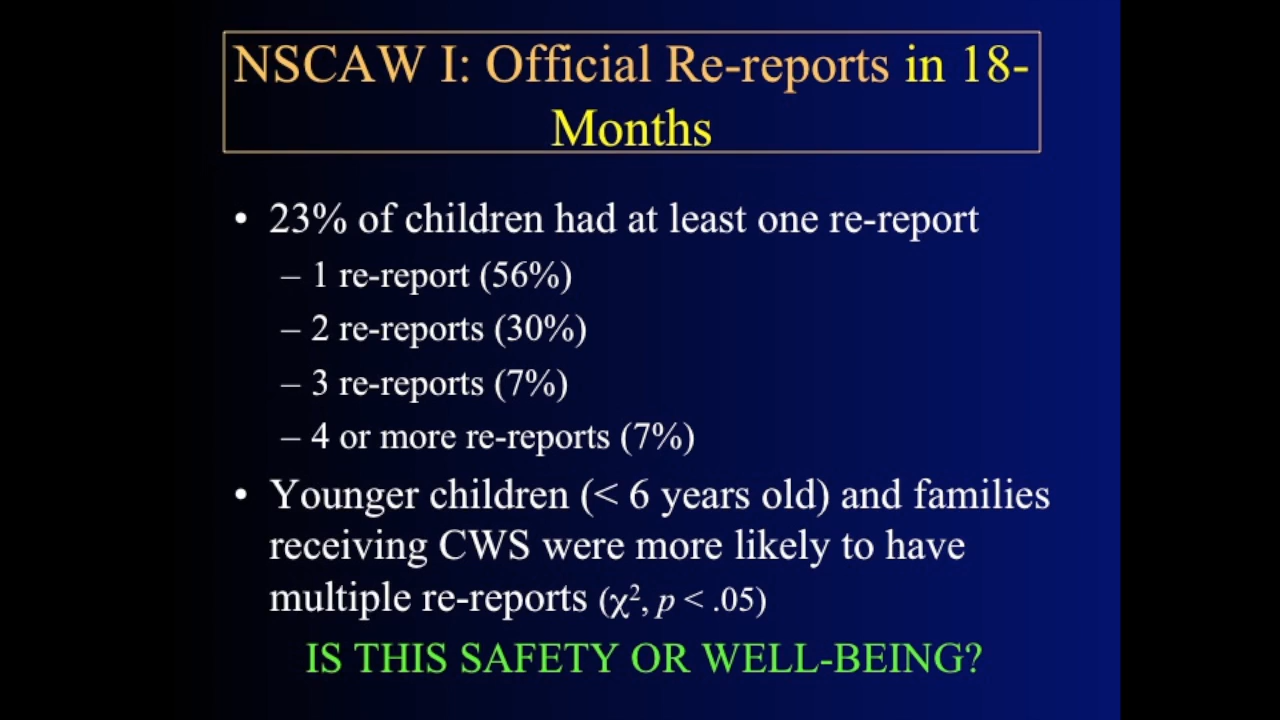 NSCAW I: Official Re-reports in 18-
Months
• 23% of children had at least one re-report
– 1 re-report (56%)
– 2 re-reports (30%)
– 3 re-reports (7%)
– 4 or more re-reports (7%)
• Younger children (< 6 years old) and families
receiving CWS were more likely to have
multiple re-reports (χ², p < .05)
IS THIS SAFETY OR WELL-BEING?